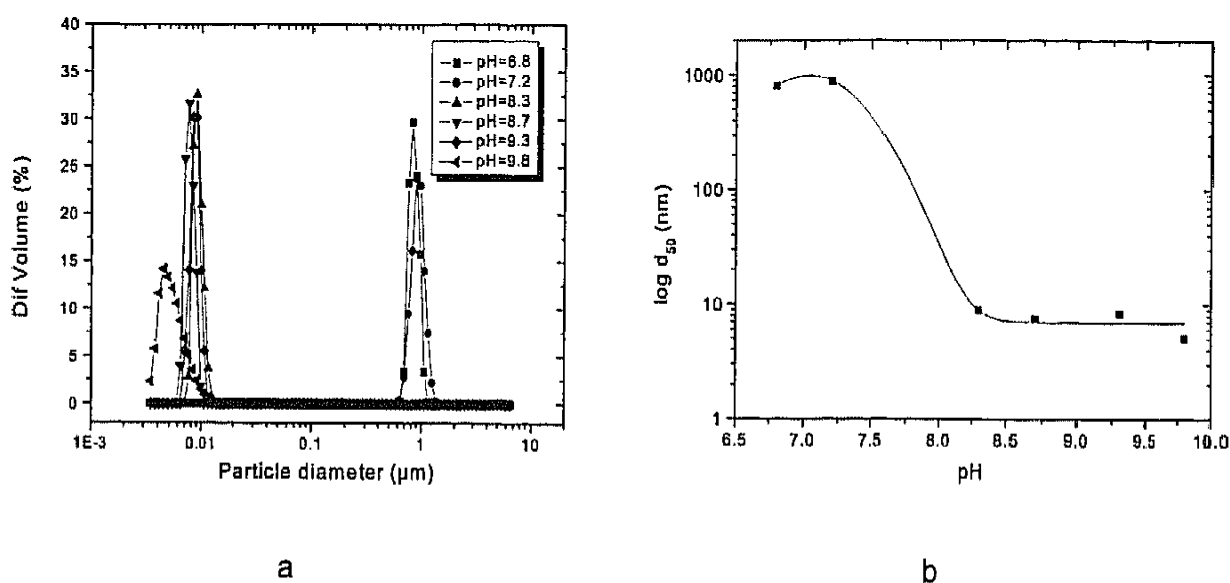 40
35
30
25
20
15
10
5
0
Dif Volume (%)
1E-3 0.01 0.1 1 10
Particle diameter (µm)
pH=6.8
pH=7.2
pH=8.3
pH=8.7
pH=9.3
pH=9.8
a
1000
100
10
1
log d50 (nm)
6.5 7.0 7.5 8.0 8.5 9.0 9.5 10.0
pH
b